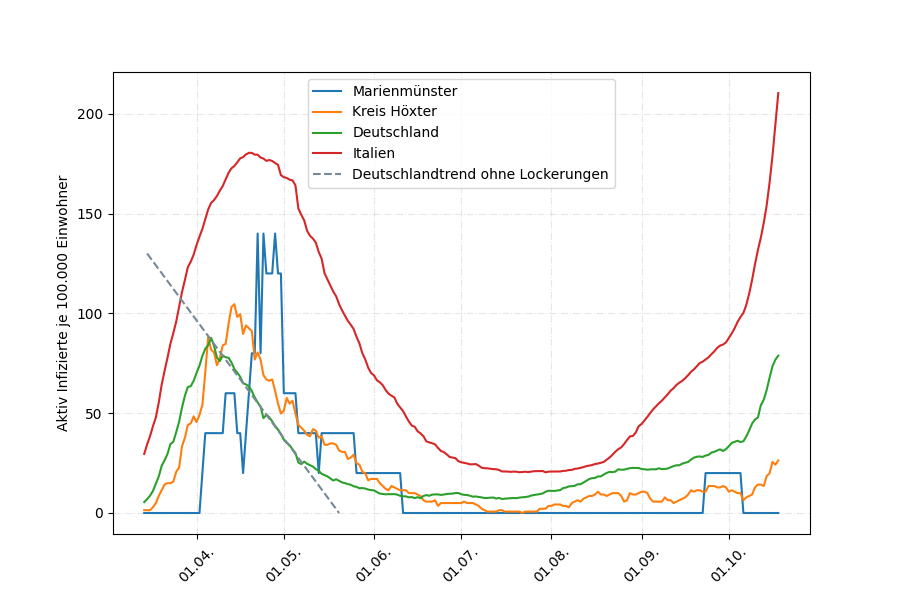 Marienmünster
Kreis Höxter
Deutschland
Italien
Deutschlandtrend ohne Lockerungen
Aktiv Infizierte je 100.000 Einwohner
200
150
100
50
0
01.04.
01.05.
01.06.
01.07.
01.08.
01.09.
01.10.